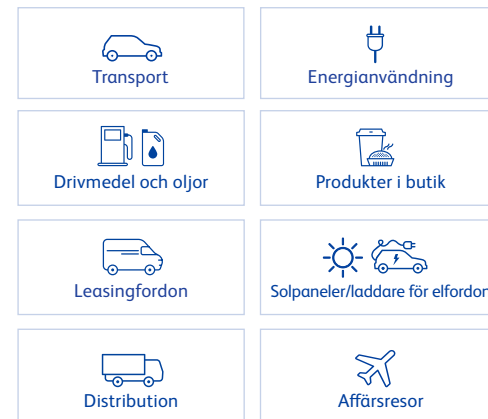 Transport
Energianvändning
Drivmedel och oljor
Produkter i butik
Leasingfordon
Solpaneler/laddare för elfordon
Distribution
Affärsresor